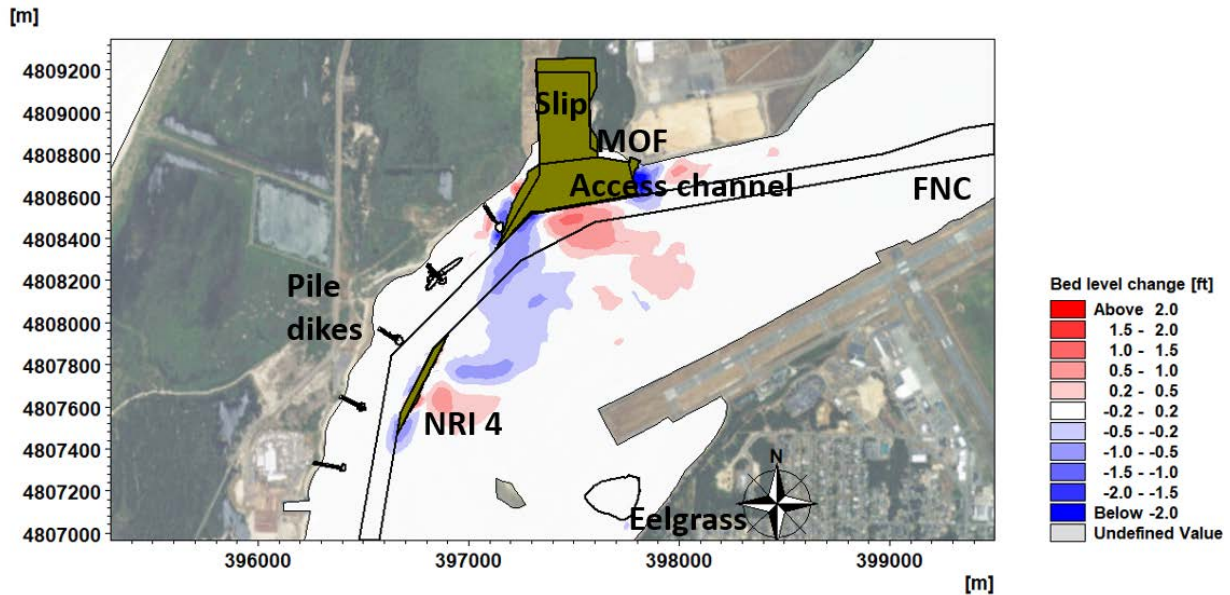 [m]
4809200
4809000
4808800
4808600
4808400
4808200
4808000
4807800
4807600
4807400
4807200
4807000
396000
397000
398000
399000
[m]
Slip
MOF
Access channel
FNC
Pile
dikes
NRI 4
Eelgrass
N
Bed level change [ft]
Above 2.0
1.5 - 2.0
1.0 - 1.5
0.5 - 1.0
0.2 - 0.5
-0.2 - 0.2
-0.5 - -0.2
-1.0 - -0.5
-1.5 - -1.0
-2.0 - -1.5
Below -2.0
Undefined Value